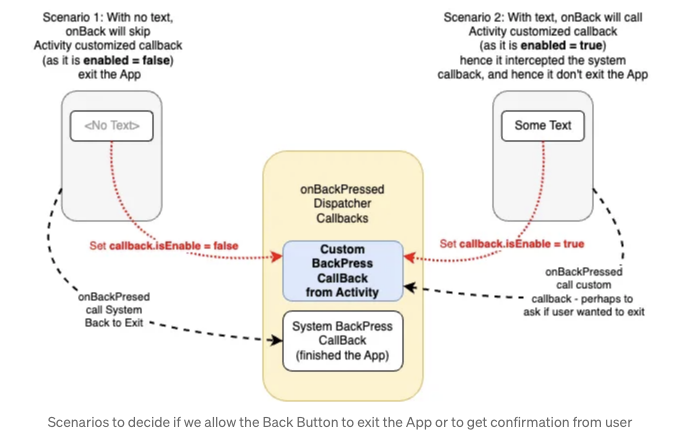 Scenario 1: With no text,
onBack will skip
Activity customized callback
(as it is enabled = false)
exit the App
Scenario 2: With text, onBack will call
Activity customized callback
(as it is enabled = true)
hence it intercepted the system
callback, and hence it don't exit the App
<No Text>
Some Text
onBackPressed
Dispatcher
Callbacks
Set callback.isEnable = false
Set callback.isEnable = true
Custom
BackPress
CallBack
from Activity
onBackPressed
call custom
callback - perhaps to
ask if user wanted to exit
onBackPresed
call System
Back to Exit
System BackPress
CallBack
(finished the App)
Scenarios to decide if we allow the Back Button to exit the App or to get confirmation from user